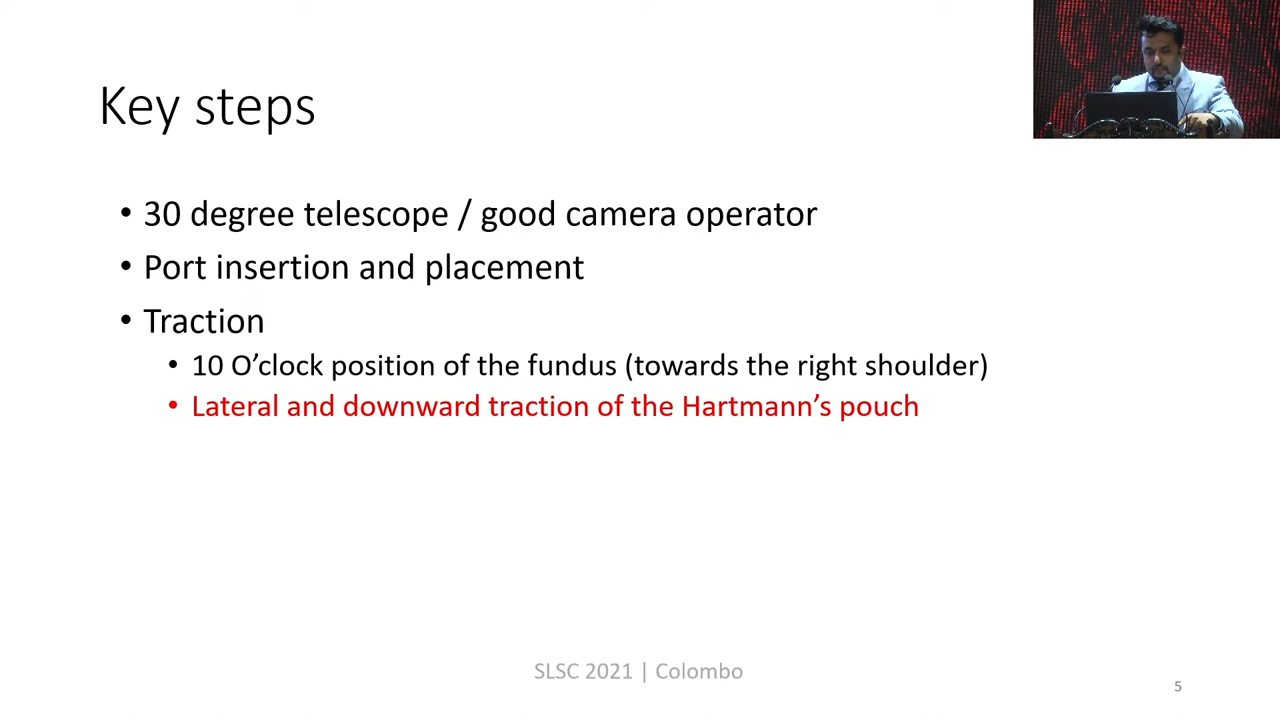 Key steps
• 30 degree telescope / good camera operator
• Port insertion and placement
• Traction
• 10 O’clock position of the fundus (towards the right shoulder)
• Lateral and downward traction of the Hartmann’s pouch
SLSC 2021 | Colombo
5